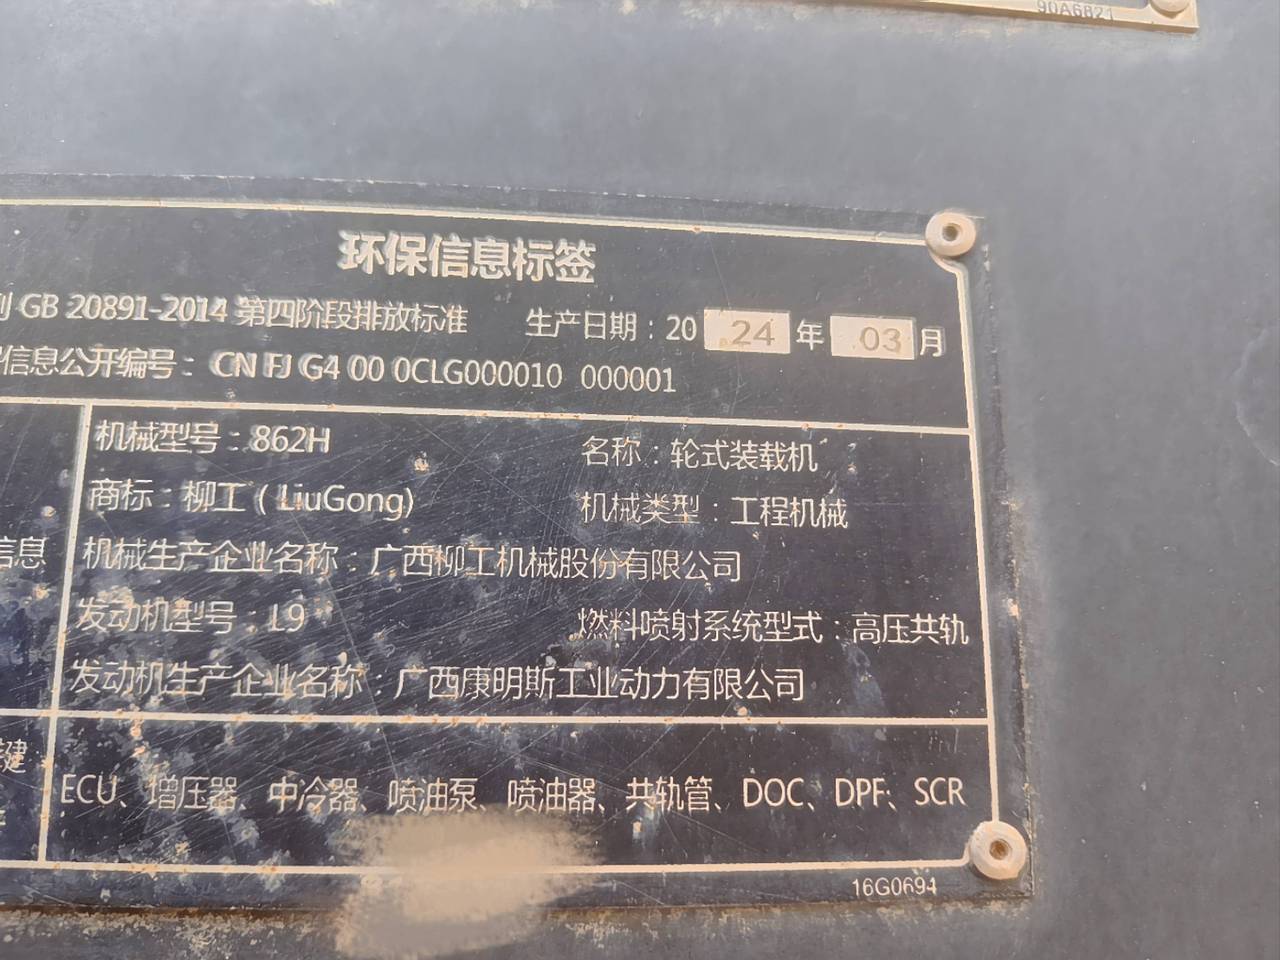 90A6821
环保信息标签
GB 20891-2014 第四阶段排放标准 生产日期：2024年03月
信息公开编号：CN FJ G4 00 0CLG000010 000001
机械型号：862H 名称：轮式装载机
商标：柳工（LiuGong) 机械类型：工程机械
信息
机械生产企业名称：广西柳工机械股份有限公司
发动机型号：L9 燃料喷射系统型式：高压共轨
发动机生产企业名称：广西康明斯工业动力有限公司
键
ECU、增压器、中冷器、喷油泵、喷油器、共轨管、DOC、DPF、SCR
16G0694